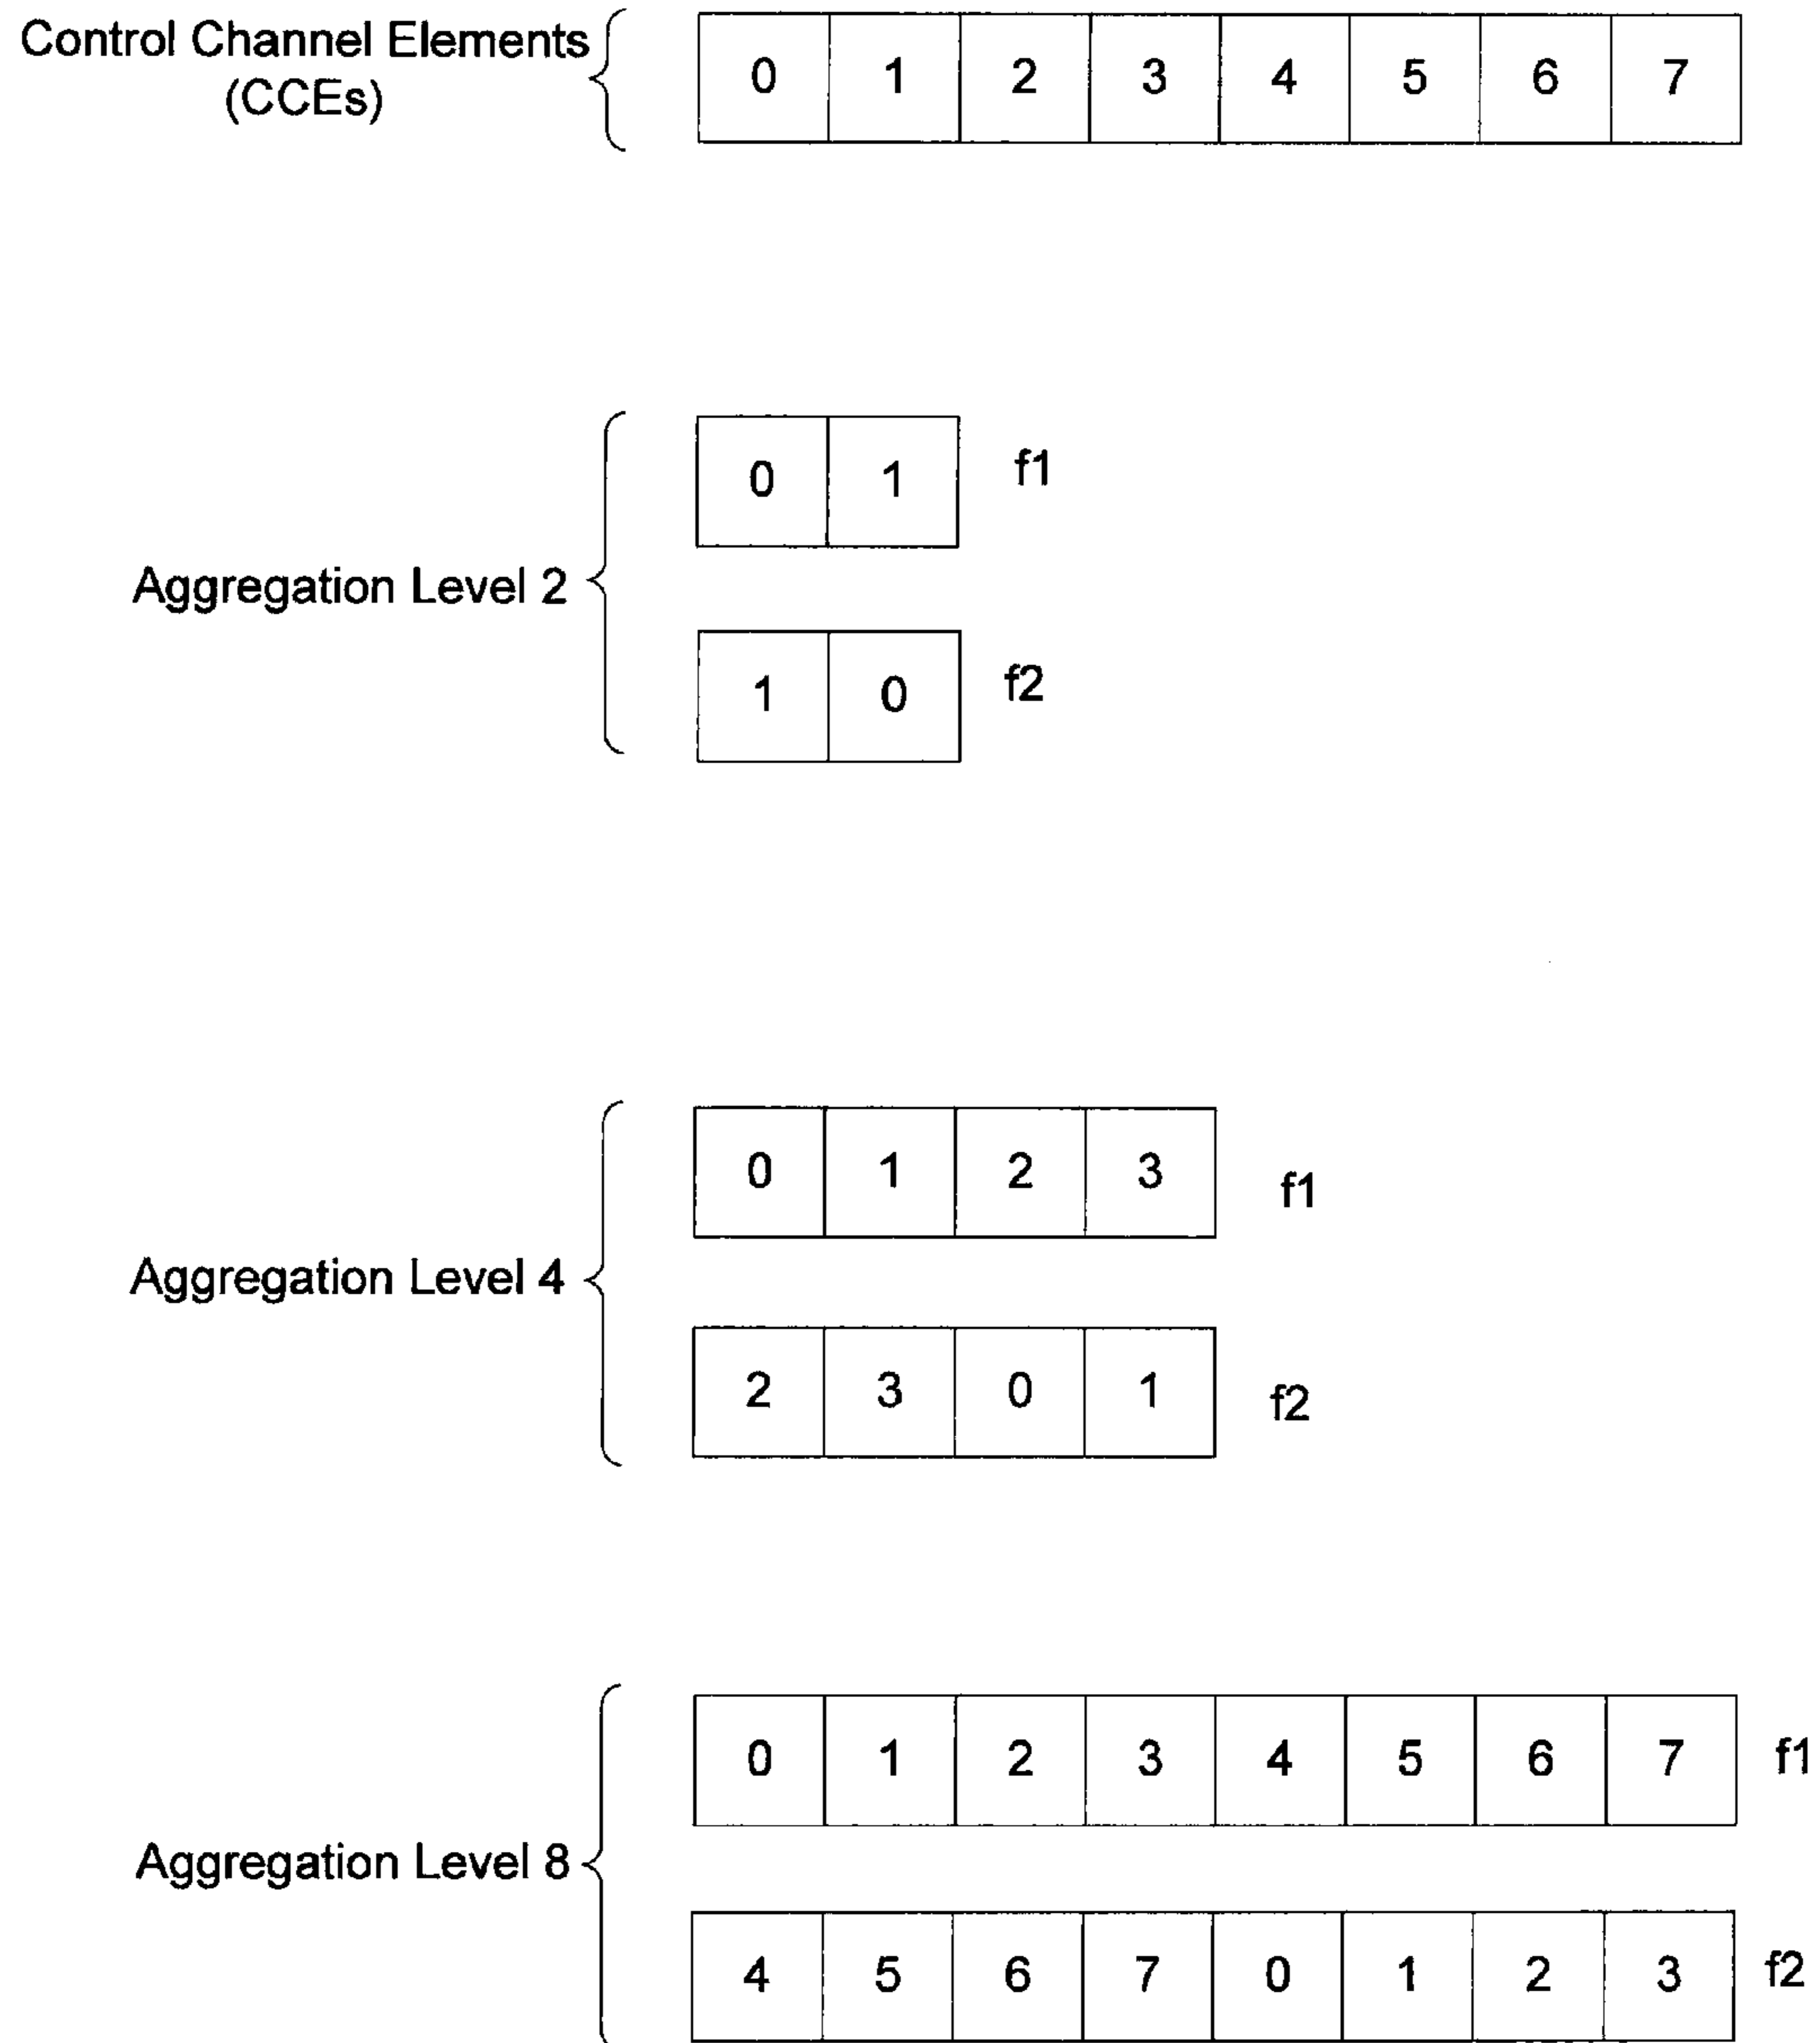 Control Channel Elements
(CCEs)
0 1 2 3 4 5 6 7
Aggregation Level 2
0 1 f1
1 0 f2
Aggregation Level 4
0 1 2 3 f1
2 3 0 1 f2
Aggregation Level 8
0 1 2 3 4 5 6 7 f1
4 5 6 7 0 1 2 3 f2